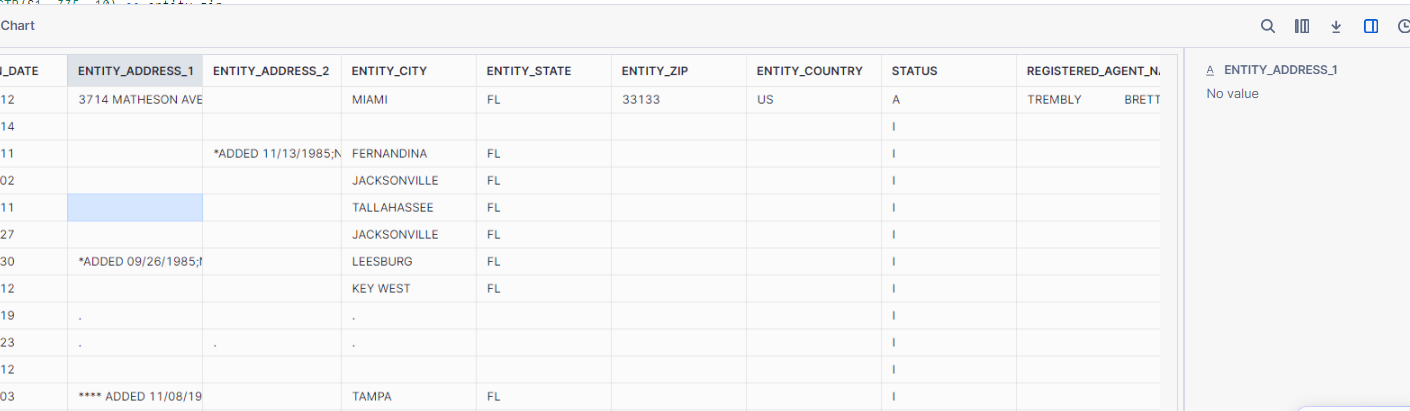 Chart
N_DATE ENTITY_ADDRESS_1 ENTITY_ADDRESS_2 ENTITY_CITY ENTITY_STATE ENTITY_ZIP ENTITY_COUNTRY STATUS REGISTERED_AGENT_NA
A ENTITY_ADDRESS_1
No value
12 3714 MATHESON AVE MIAMI FL 33133 US A TREMBLY BRETT
14 I
11 *ADDED 11/13/1985;N FERNANDINA FL I
02 JACKSONVILLE FL I
11 TALLAHASSEE FL I
27 JACKSONVILLE FL I
30 *ADDED 09/26/1985;N LEESBURG FL I
12 KEY WEST FL I
19 . . I
23 . . . I
12 I
03 **** ADDED 11/08/19 TAMPA FL I